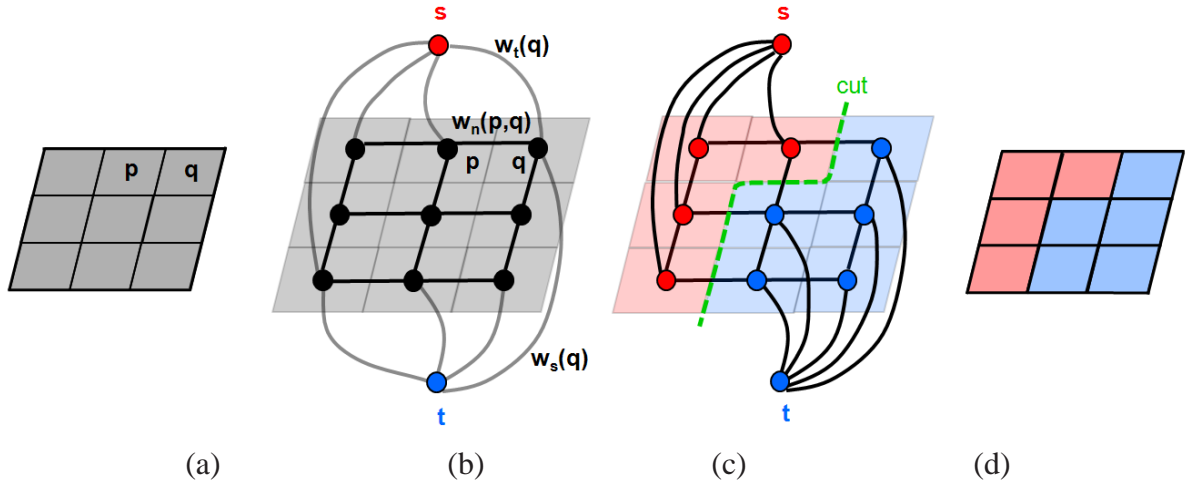 p q
s
w_t(q)
w_n(p,q)
p q
w_s(q)
t
s
cut
t
(a) (b) (c) (d)